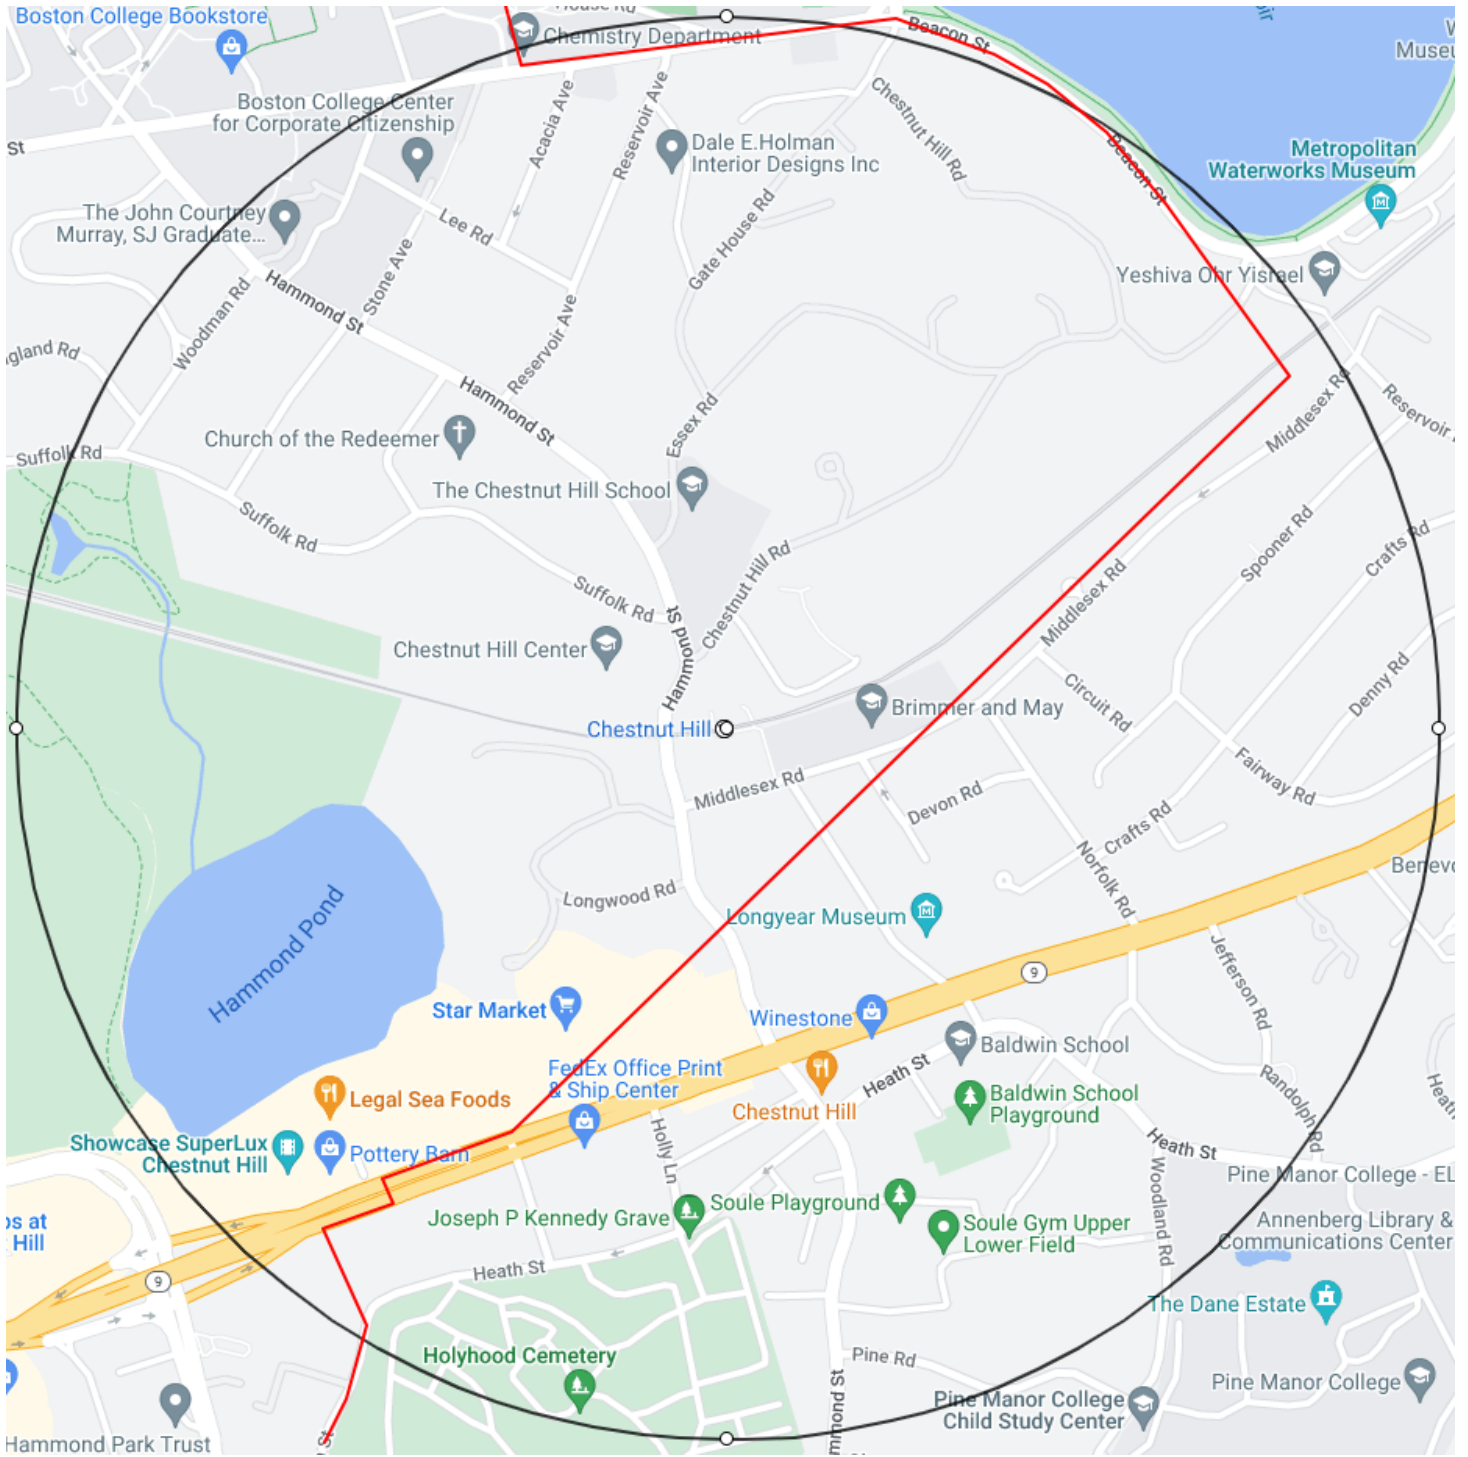 Boston College Bookstore
House Rd
Chemistry Department
Beacon St
Museu
Boston College Center
for Corporate Citizenship
St
Acacia Ave
Reservoir Ave
Dale E.Holman
Interior Designs Inc
Chestnut Hill Rd
Beacon St
Metropolitan
Waterworks Museum
The John Courtney
Murray, SJ Graduate...
Lee Rd
Gate House Rd
Stone Ave
Yeshiva Ohr Yisrael
Hammond St
Woodman Rd
gland Rd
Reservoir Ave
Hammond St
Essex Rd
Middlesex Rd
Reservoir
Church of the Redeemer
Suffolk Rd
The Chestnut Hill School
Suffolk Rd
Spooner Rd
Crafts Rd
Chestnut Hill Rd
Suffolk Rd
Middlesex Rd
Hammond St
Chestnut Hill Center
Circuit Rd
Denny Rd
Brimmer and May
Chestnut Hill
Middlesex Rd
Devon Rd
Fairway Rd
Crafts Rd
Norfolk Rd
Benevo
Longwood Rd
Longyear Museum
Hammond Pond
Jefferson Rd
9
Star Market
Winestone
Baldwin School
FedEx Office Print
& Ship Center
Heath St
Legal Sea Foods
Chestnut Hill
Baldwin School
Playground
Randolph Rd
Heath
Showcase SuperLux
Chestnut Hill
Pottery Barn
Holly Ln
Heath St
Pine Manor College - EL
Woodland Rd
Joseph P Kennedy Grave
Soule Playground
os at
Hill
Soule Gym Upper
Lower Field
Annenberg Library &
Communications Center
Heath St
9
The Dane Estate
Holyhood Cemetery
Pine Rd
Pine Manor College
Pine Manor College
Child Study Center
mmond St
Hammond Park Trust
St